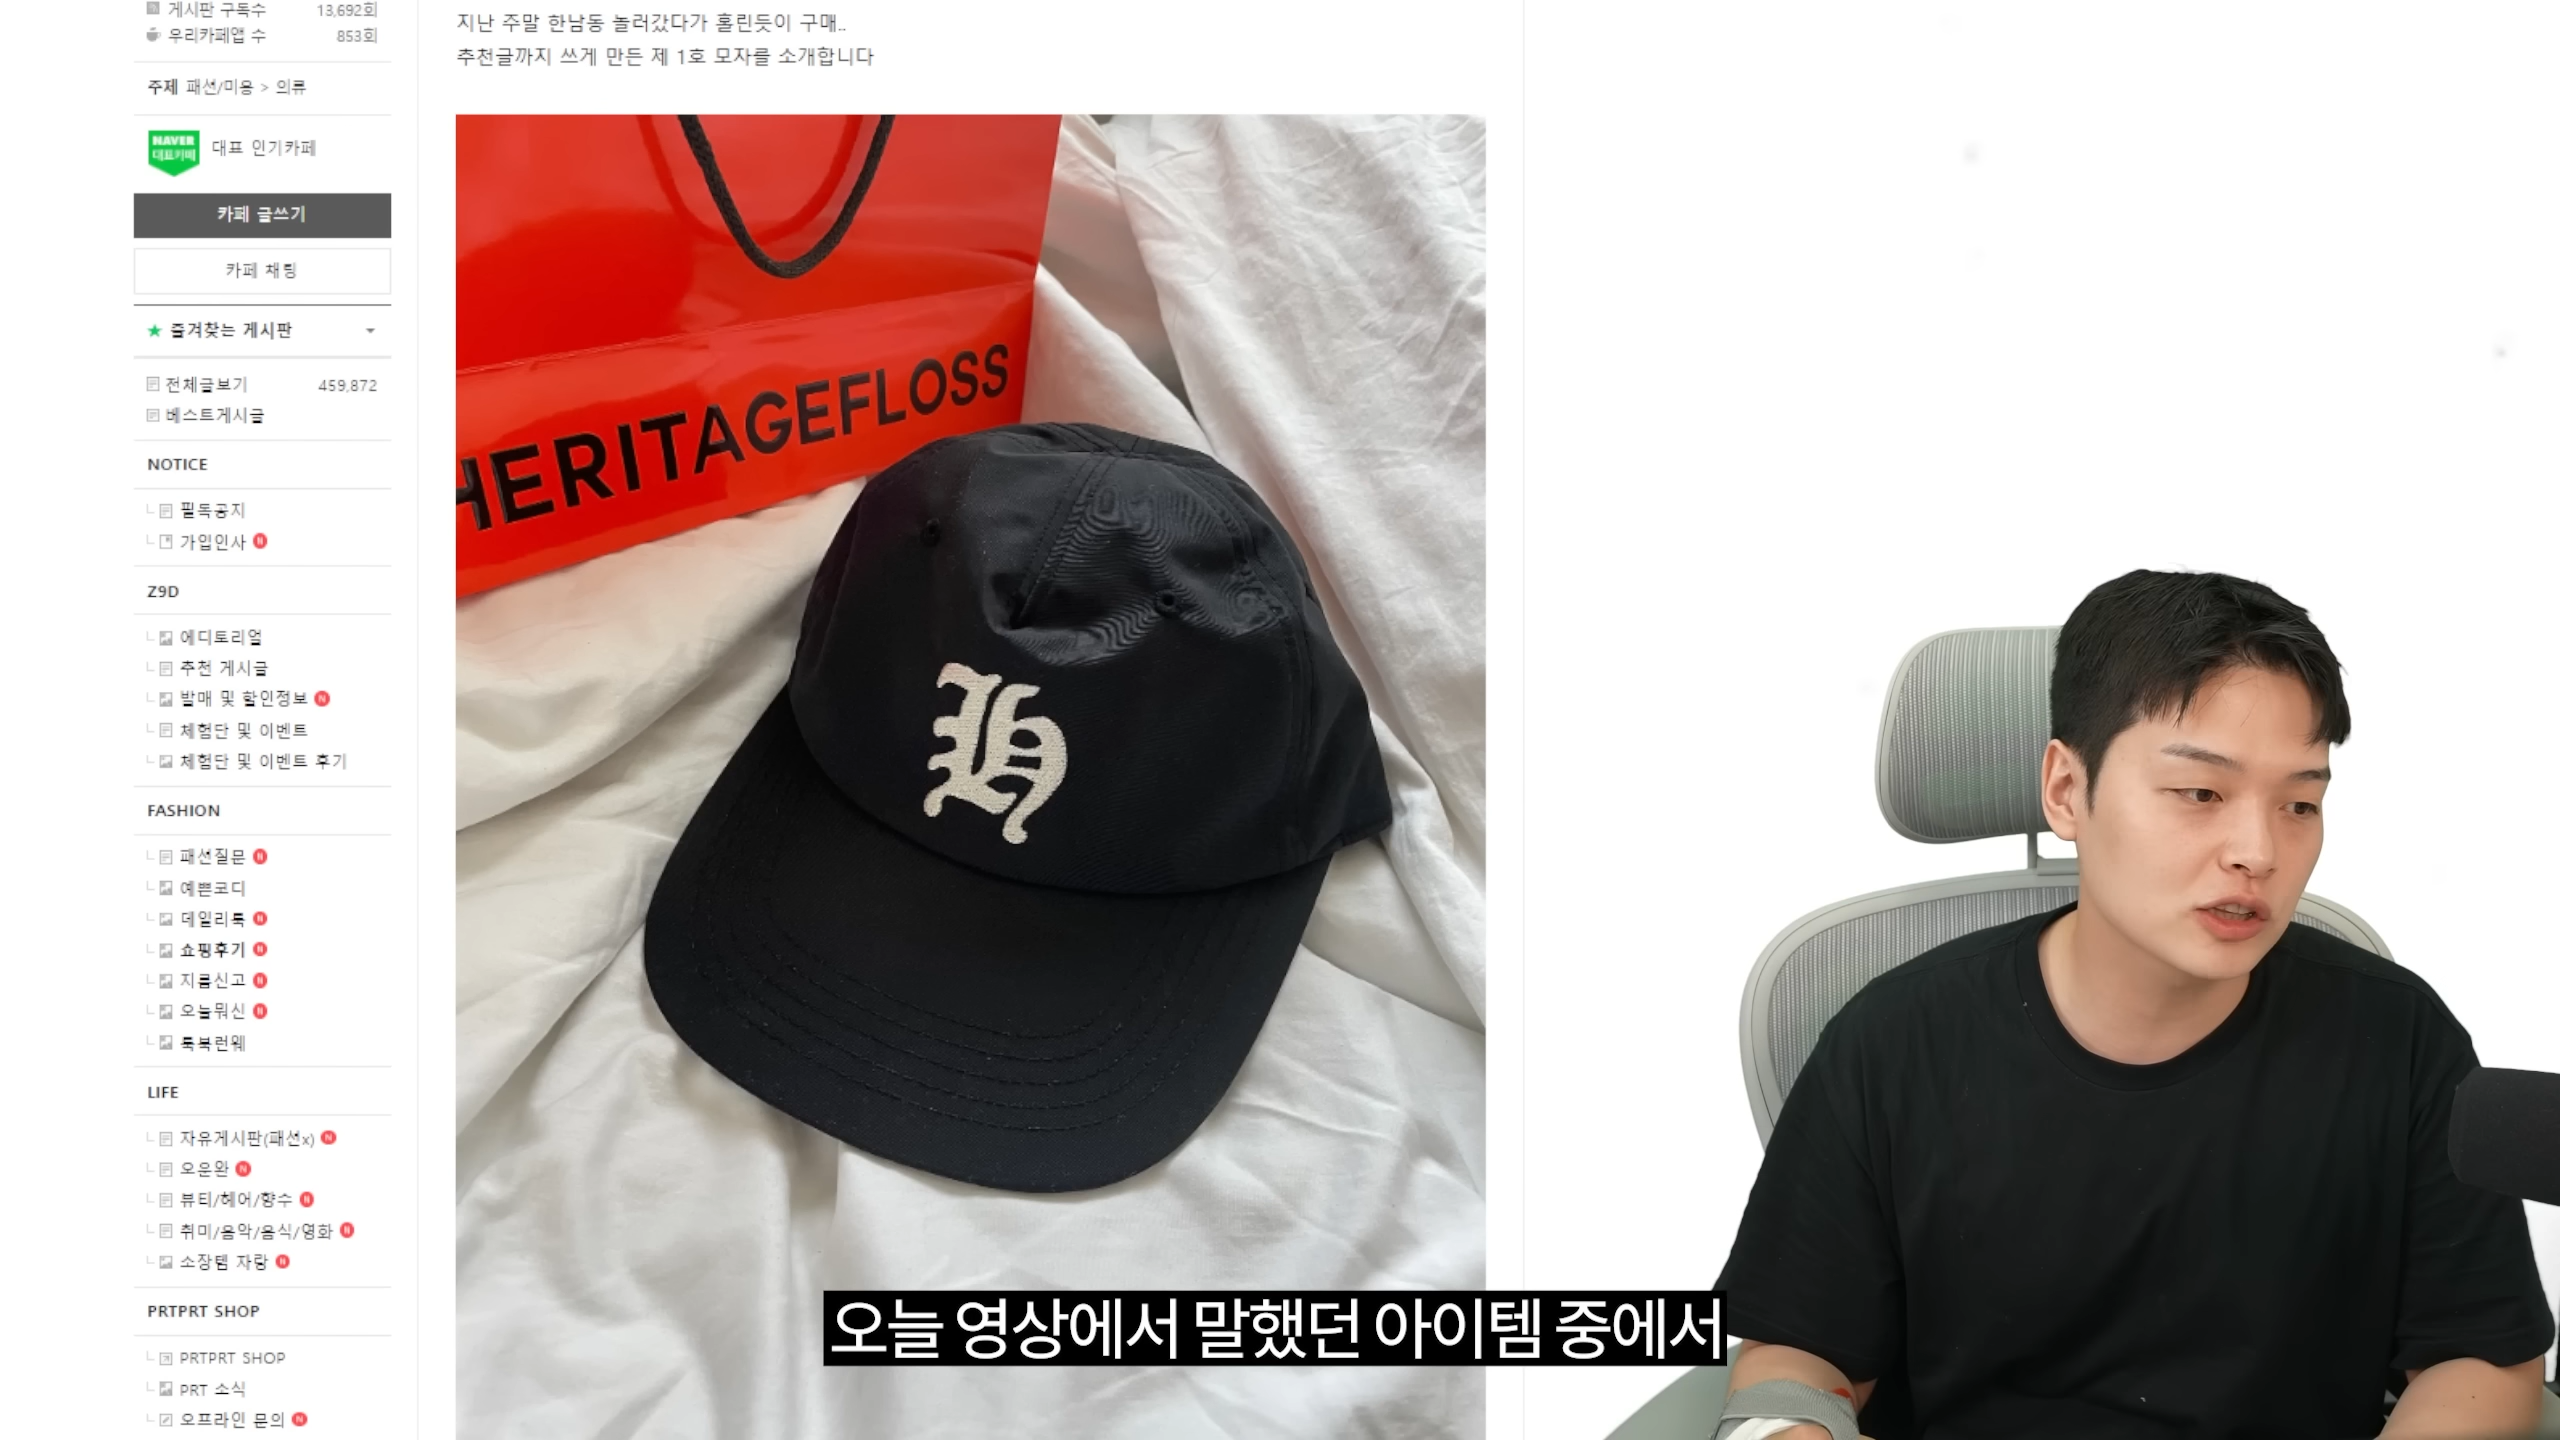 게시판 구독수 13,692회
우리카페앱 수 853회
주제 패션/미용 > 의류
NAVER
대표카페
대표 인기카페
카페 글쓰기
카페 채팅
즐겨찾는 게시판
전체글보기 459,872
베스트게시글
NOTICE
필독공지
가입인사 N
Z9D
에디토리얼
추천 게시글
발매 및 할인정보 N
체험단 및 이벤트
체험단 및 이벤트 후기
FASHION
패션질문 N
예쁜코디
데일리룩 N
쇼핑후기 N
지름신고 N
오늘뭐신 N
룩북런웨
LIFE
자유게시판(패션x) N
오운완 N
뷰티/헤어/향수 N
취미/음악/음식/영화 N
소장템 자랑 N
PRTPRT SHOP
PRTPRT SHOP
PRT 소식
오프라인 문의 N
지난 주말 한남동 놀러갔다가 홀린듯이 구매..
추천글까지 쓰게 만든 제 1호 모자를 소개합니다
HERITAGEFLOSS
H
오늘 영상에서 말했던 아이템 중에서